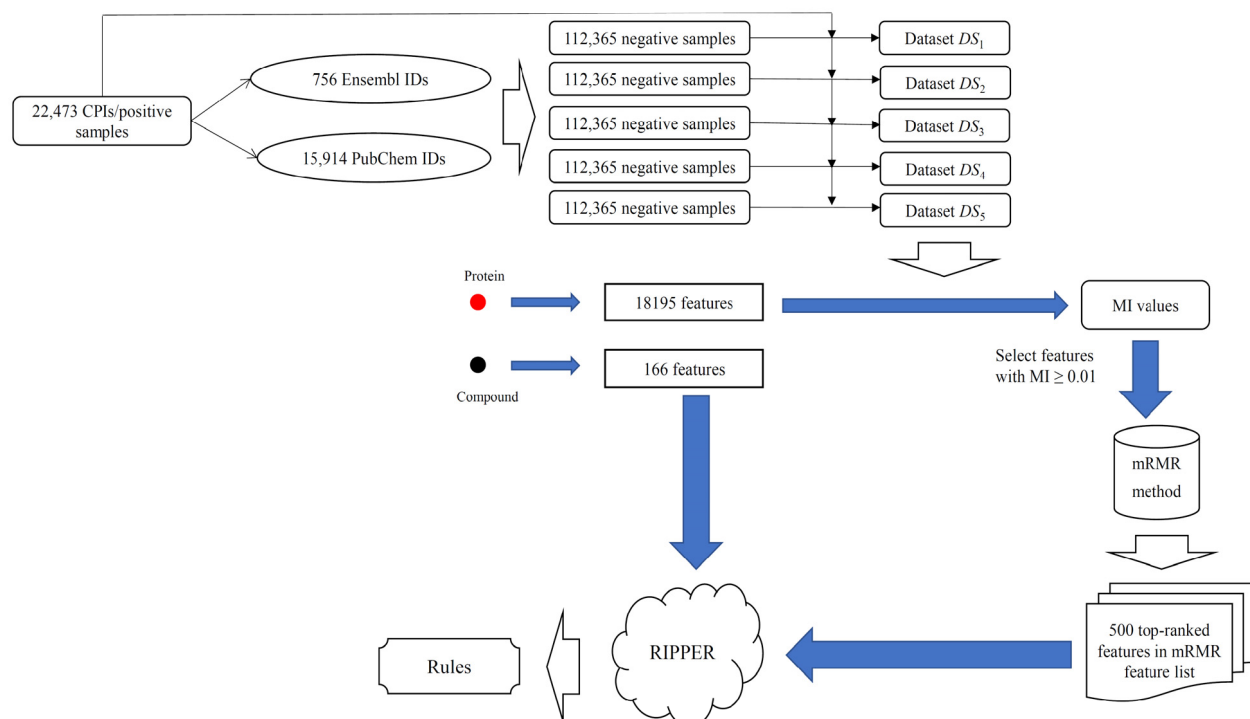 22,473 CPIs/positive
samples
756 Ensembl IDs
15,914 PubChem IDs
112,365 negative samples
Dataset DS1
112,365 negative samples
Dataset DS2
112,365 negative samples
Dataset DS3
112,365 negative samples
Dataset DS4
112,365 negative samples
Dataset DS5
Protein
18195 features
MI values
Compound
166 features
Select features
with MI ≥ 0.01
mRMR
method
500 top-ranked
features in mRMR
feature list
RIPPER
Rules